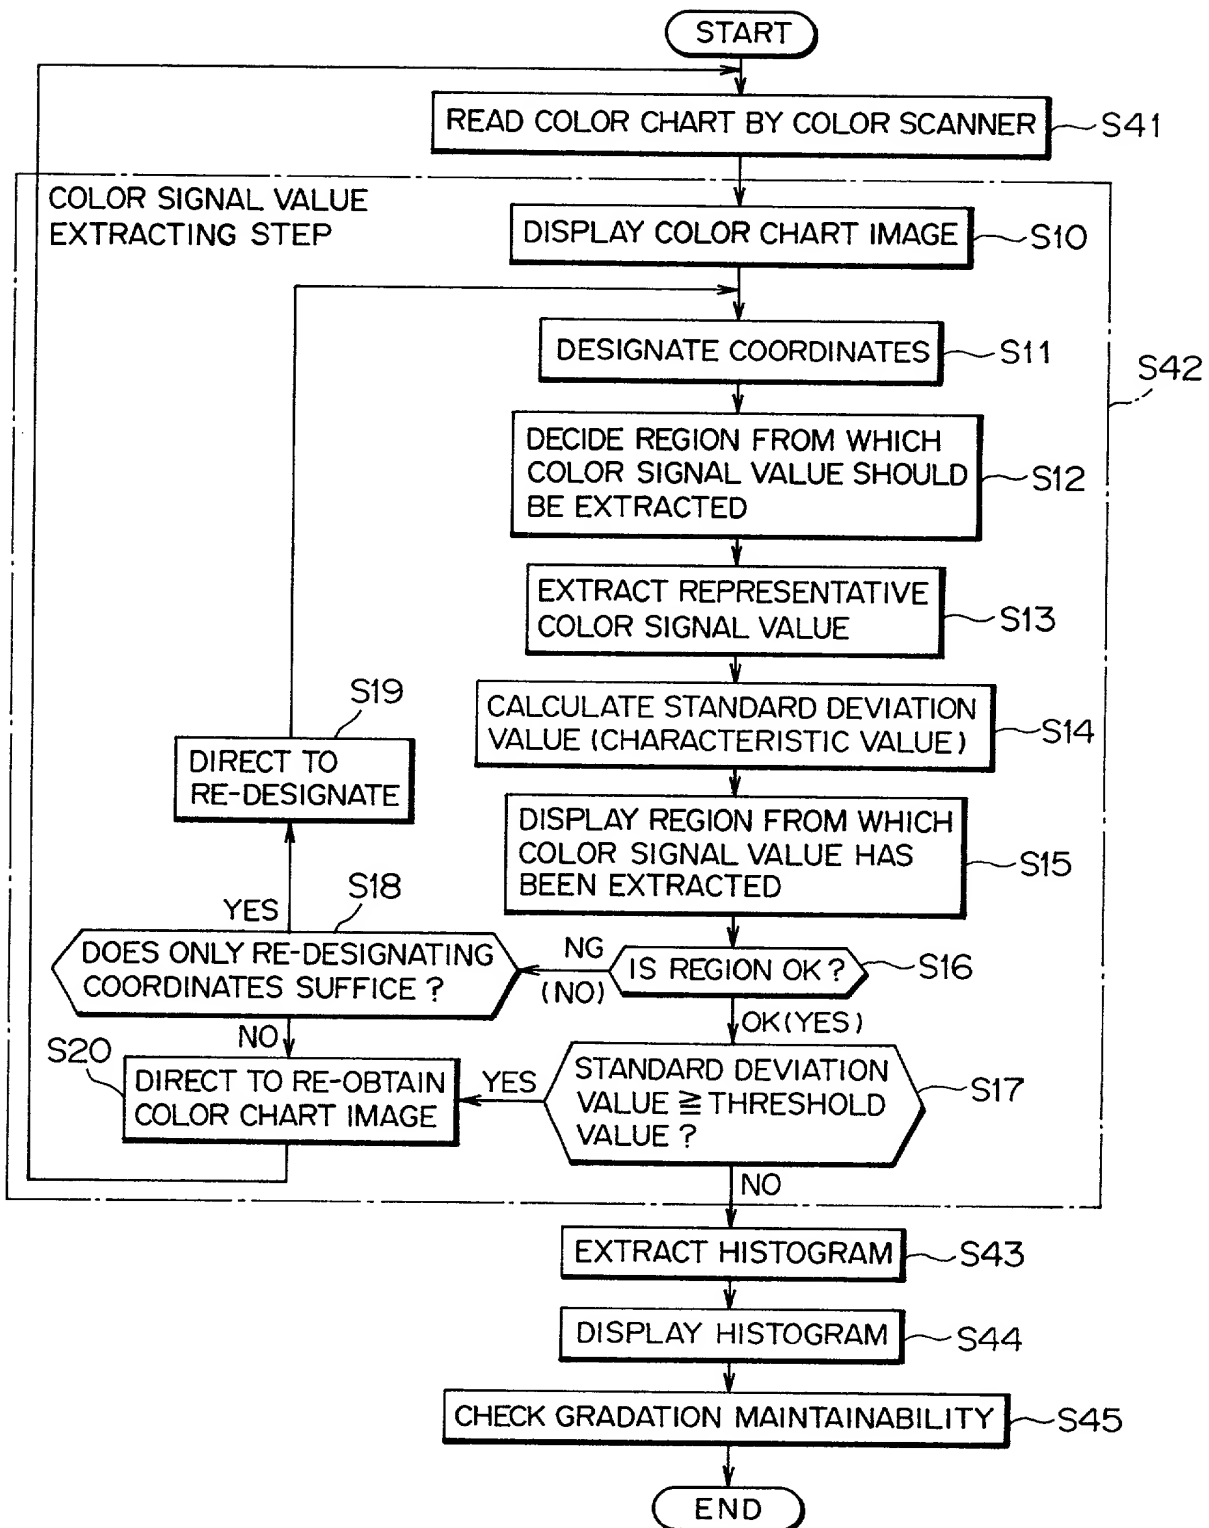 START
READ COLOR CHART BY COLOR SCANNER
S41
COLOR SIGNAL VALUE
EXTRACTING STEP
DISPLAY COLOR CHART IMAGE
S10
DESIGNATE COORDINATES
S11
S42
DECIDE REGION FROM WHICH
COLOR SIGNAL VALUE SHOULD
BE EXTRACTED
S12
EXTRACT REPRESENTATIVE
COLOR SIGNAL VALUE
S13
CALCULATE STANDARD DEVIATION
VALUE (CHARACTERISTIC VALUE)
S14
S19
DIRECT TO
RE-DESIGNATE
DISPLAY REGION FROM WHICH
COLOR SIGNAL VALUE HAS
BEEN EXTRACTED
S15
S18
YES
DOES ONLY RE-DESIGNATING
COORDINATES SUFFICE ?
NG
(NO)
IS REGION OK ?
S16
OK(YES)
NO
S20
DIRECT TO RE-OBTAIN
COLOR CHART IMAGE
YES
STANDARD DEVIATION
VALUE ≧ THRESHOLD
VALUE ?
S17
NO
EXTRACT HISTOGRAM
S43
DISPLAY HISTOGRAM
S44
CHECK GRADATION MAINTAINABILITY
S45
END